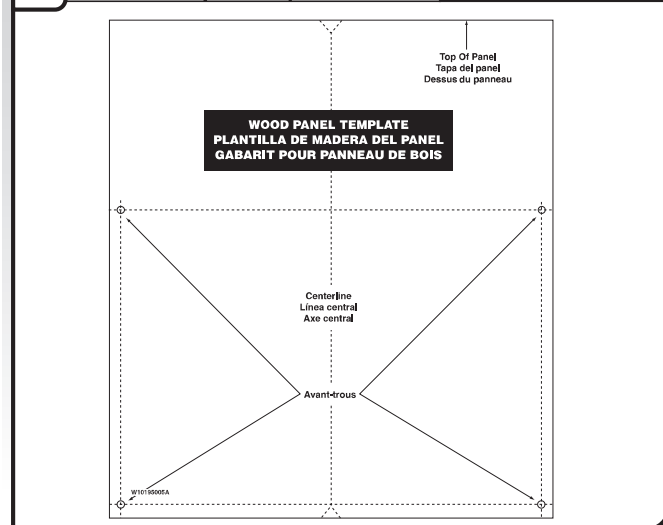 Top Of Panel
Tapa del panel
Dessus du panneau
WOOD PANEL TEMPLATE
PLANTILLA DE MADERA DEL PANEL
GABARIT POUR PANNEAU DE BOIS
Centerline
Línea central
Axe central
Avant-trous
W10195005A